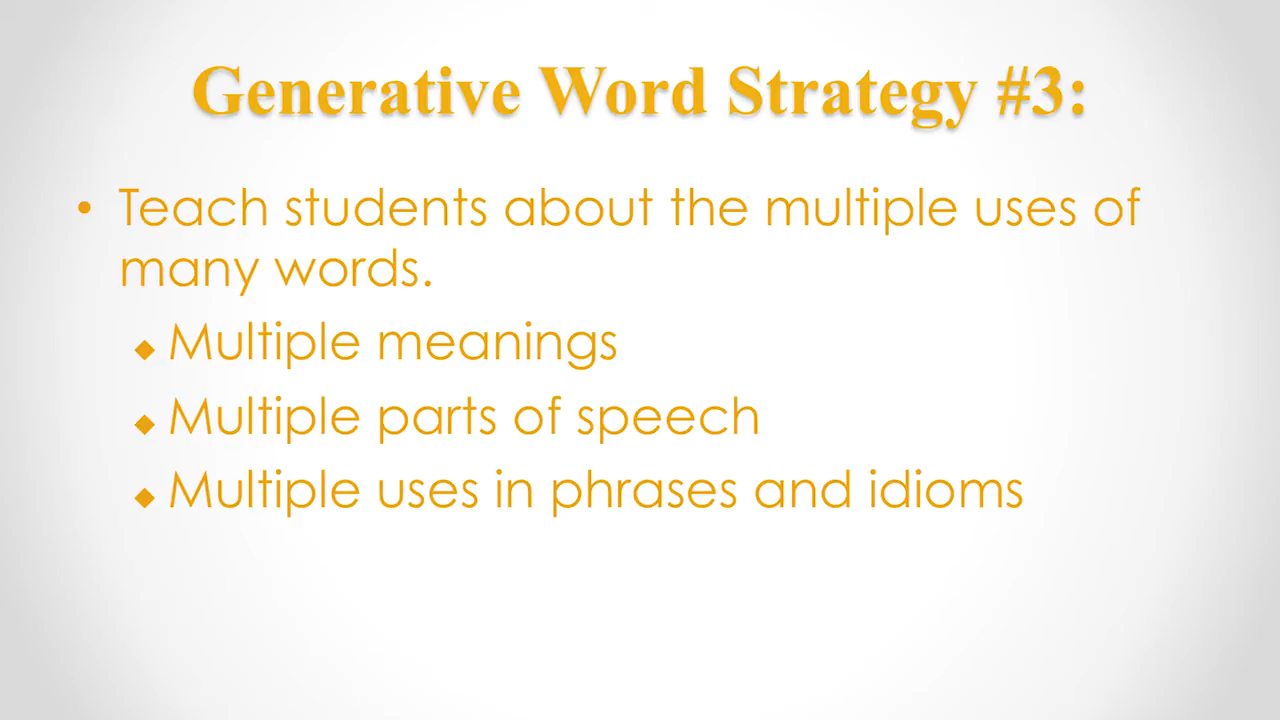 Generative Word Strategy #3:
• Teach students about the multiple uses of
many words.
◆ Multiple meanings
◆ Multiple parts of speech
◆ Multiple uses in phrases and idioms